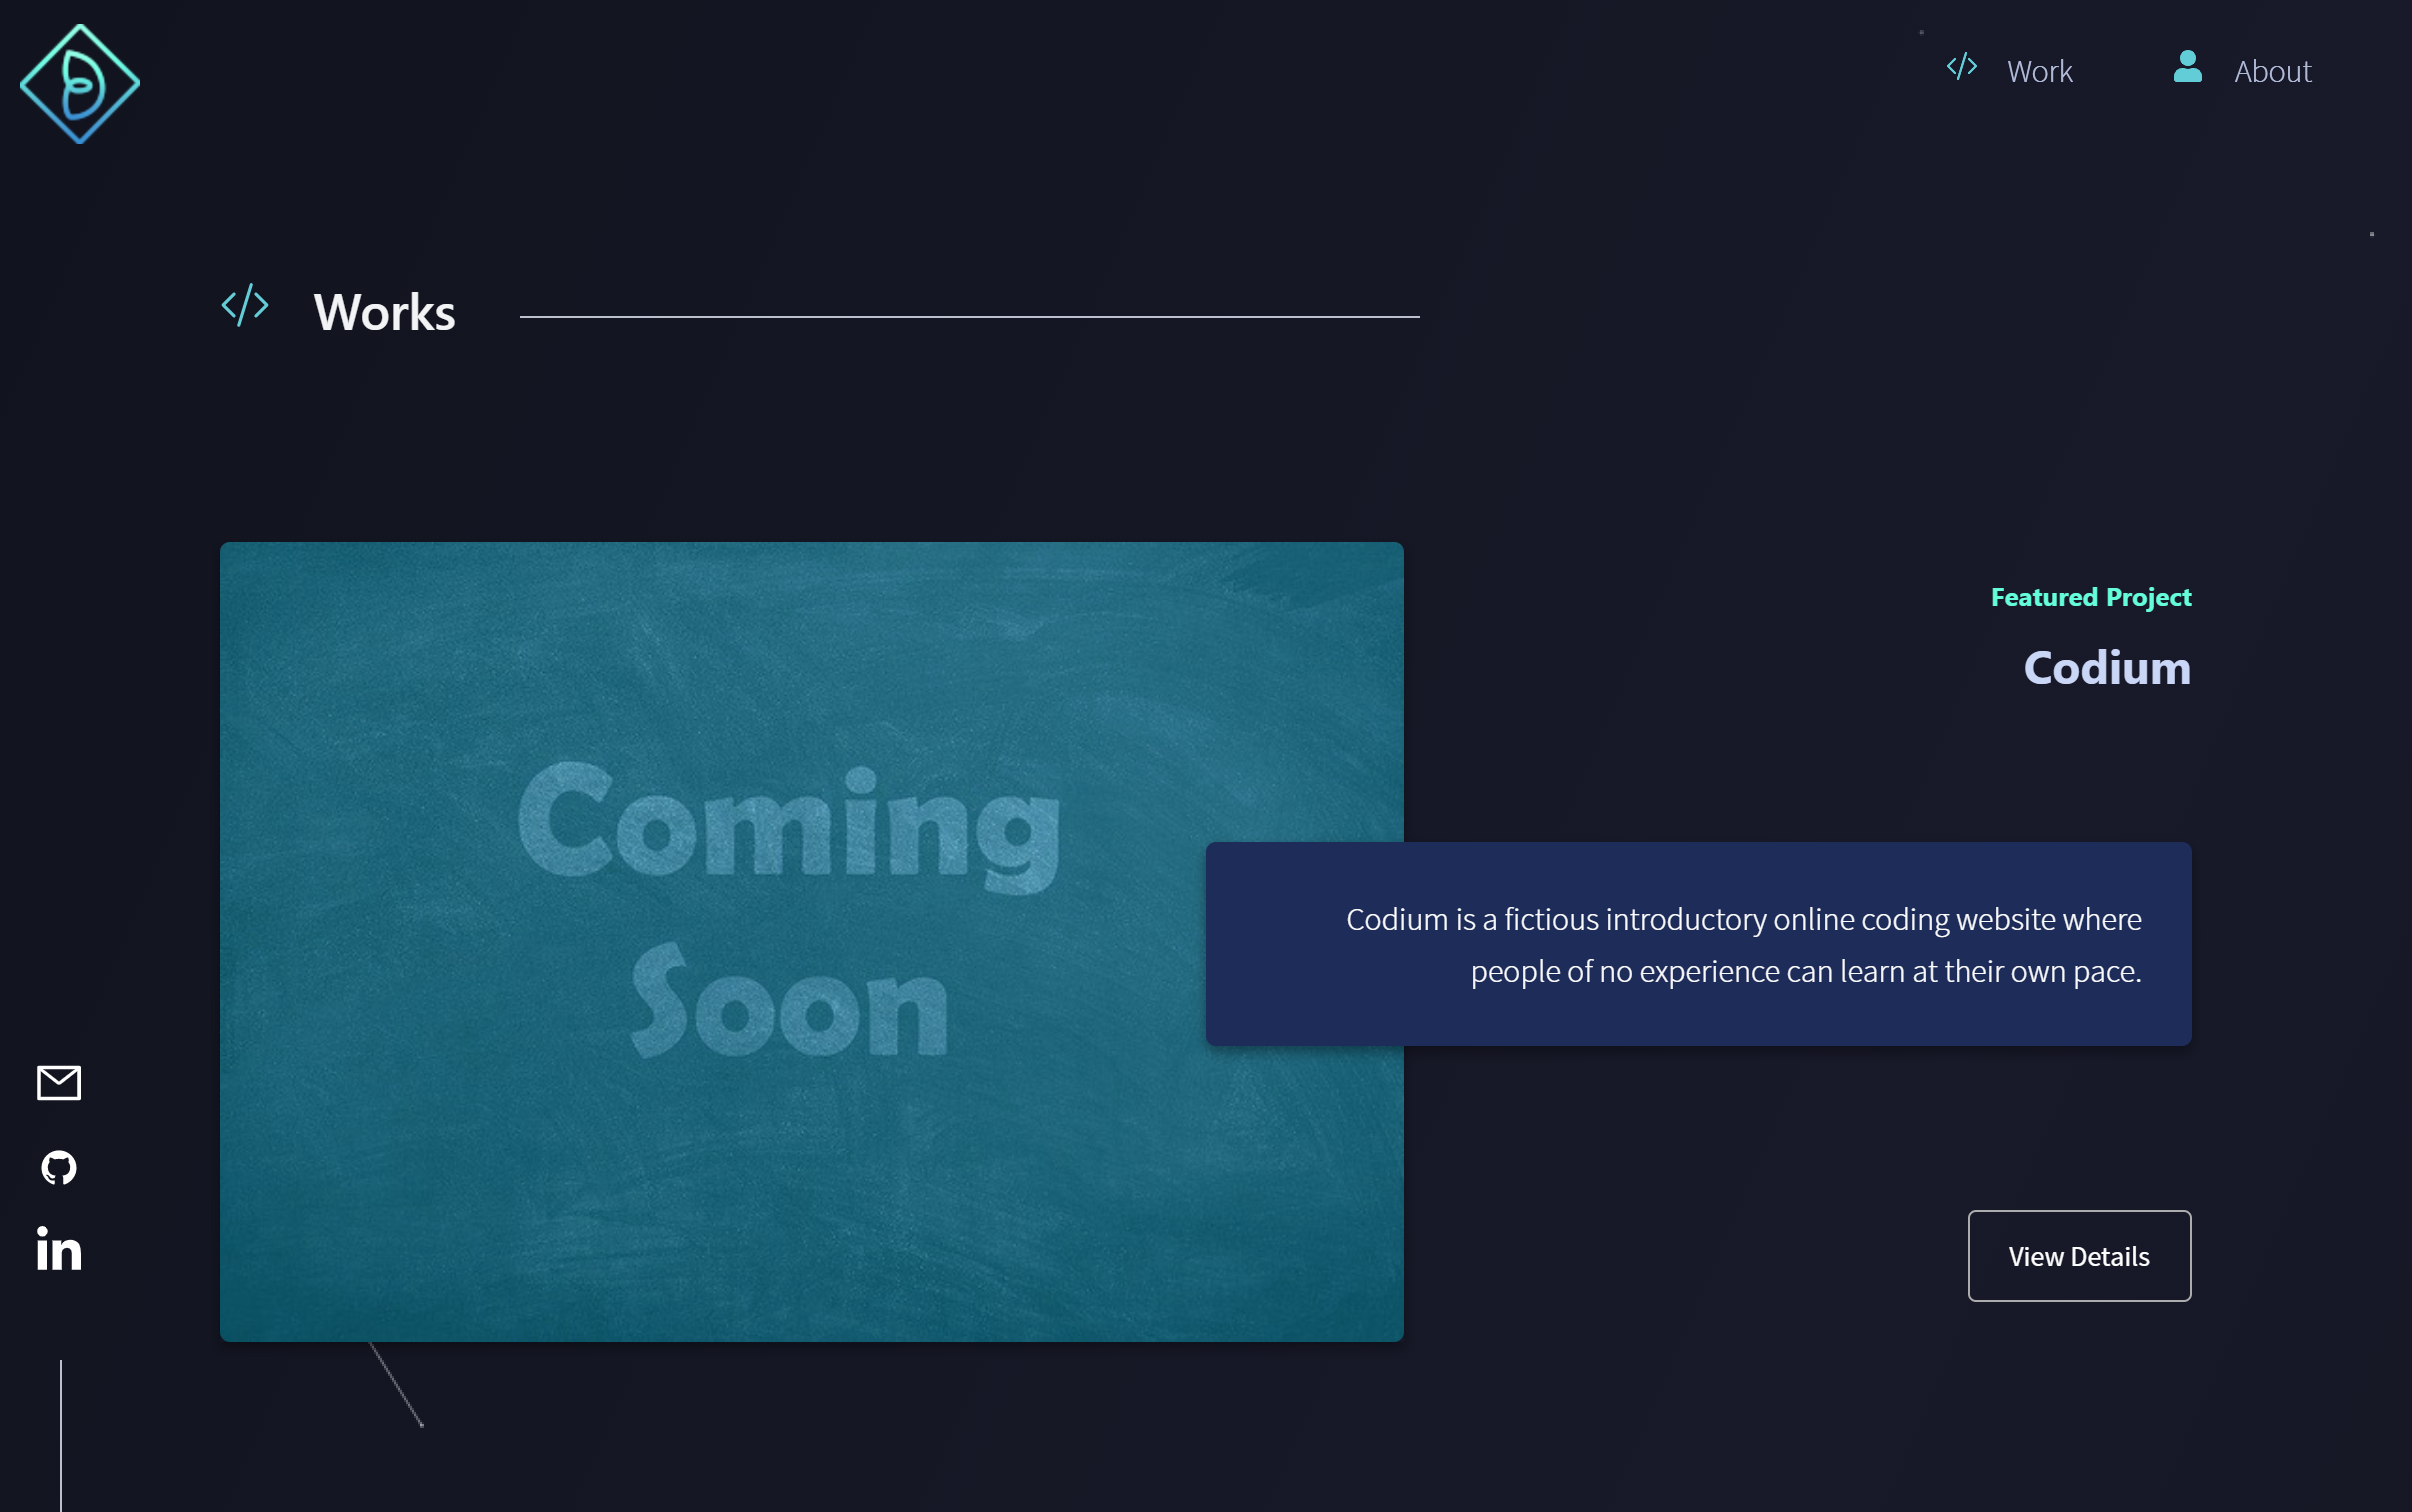 Work
About
Works
Featured Project
Codium
Coming
Soon
Codium is a fictious introductory online coding website where
people of no experience can learn at their own pace.
View Details